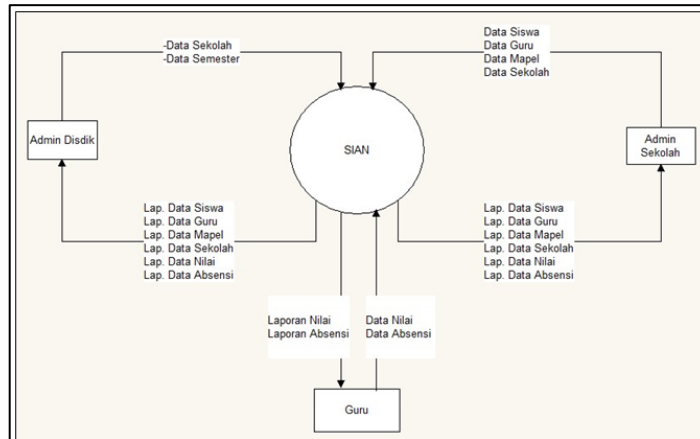 -Data Sekolah
-Data Semester
Data Siswa
Data Guru
Data Mapel
Data Sekolah
Admin Disdik
SIAN
Admin
Sekolah
Lap. Data Siswa
Lap. Data Guru
Lap. Data Mapel
Lap. Data Sekolah
Lap. Data Nilai
Lap. Data Absensi
Lap. Data Siswa
Lap. Data Guru
Lap. Data Mapel
Lap. Data Sekolah
Lap. Data Nilai
Lap. Data Absensi
Laporan Nilai
Laporan Absensi
Data Nilai
Data Absensi
Guru